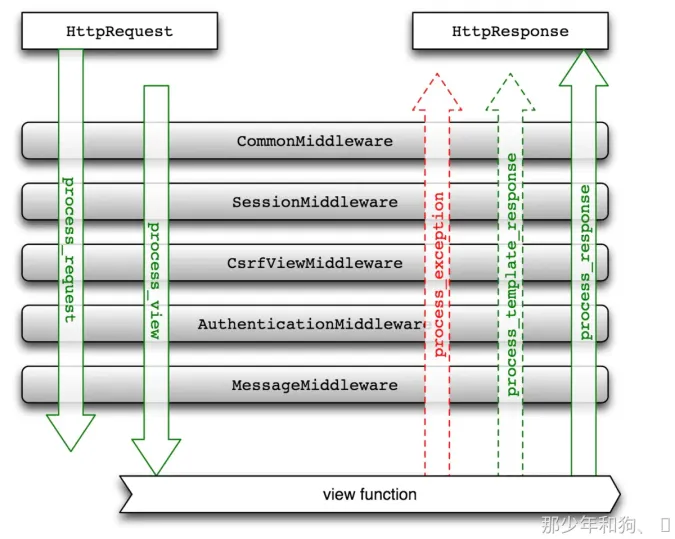 HttpRequest
HttpResponse
CommonMiddleware
SessionMiddleware
CsrfViewMiddleware
AuthenticationMiddleware
MessageMiddleware
process_request
process_view
process_exception
process_template_response
process_response
view function
那少年和狗、